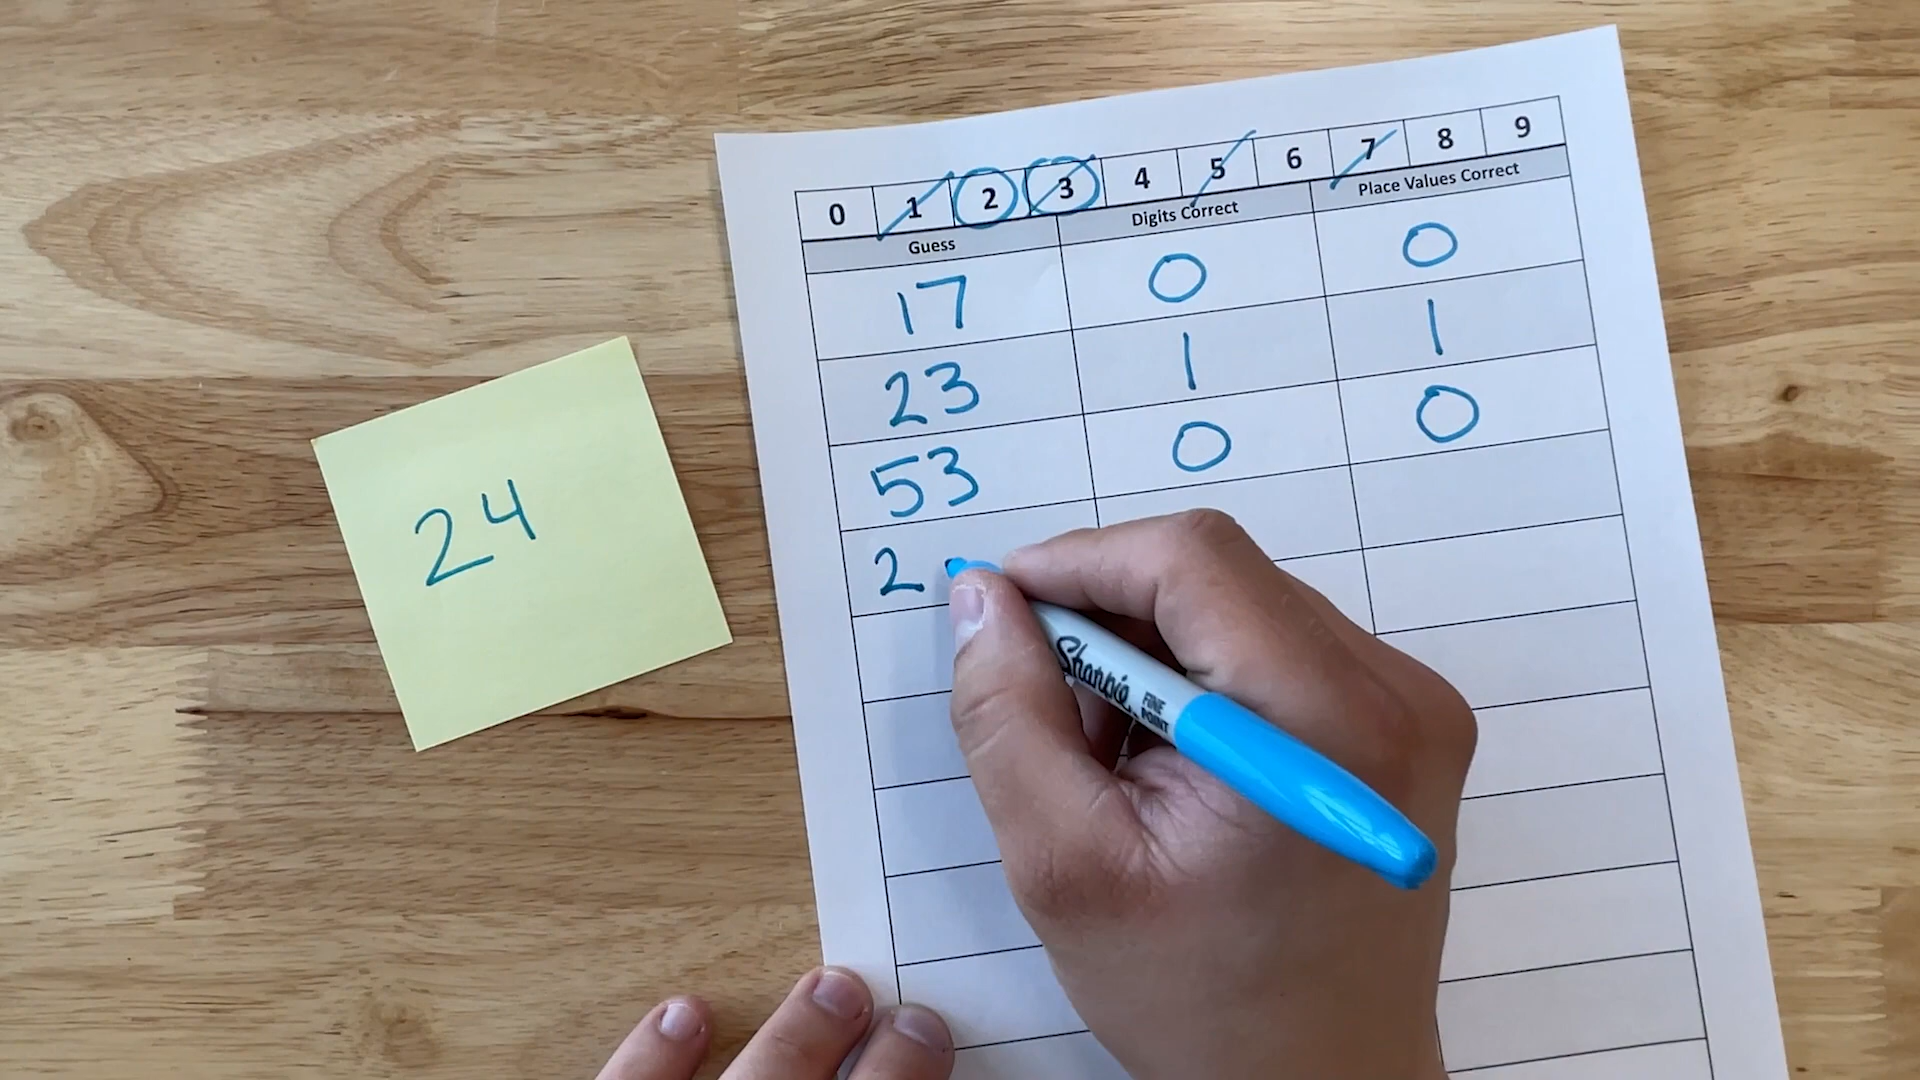 24
0 1 2 3 4 5 6 7 8 9
Guess Digits Correct Place Values Correct
17 0 0
23 1 1
53 0 0
2
Sharpie FINE POINT